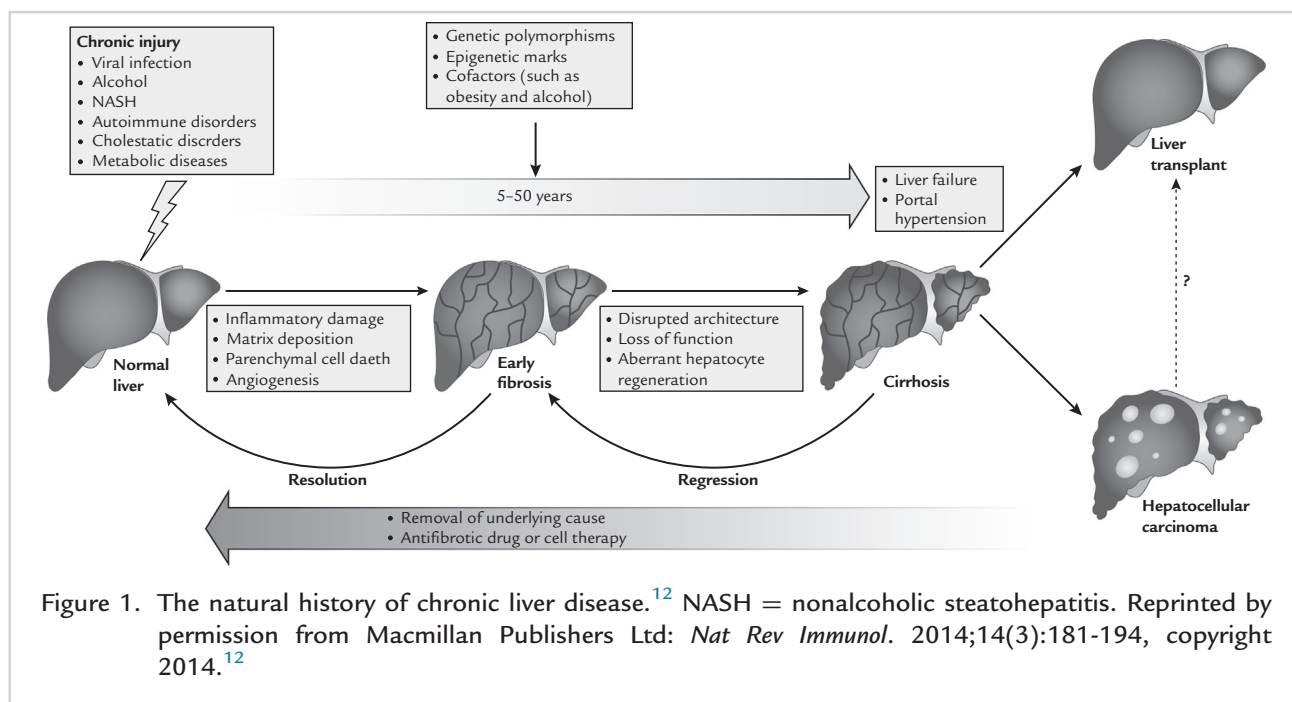 Chronic injury
• Viral infection
• Alcohol
• NASH
• Autoimmune disorders
• Cholestatic discrders
• Metabolic diseases
• Genetic polymorphisms
• Epigenetic marks
• Cofactors (such as
obesity and alcohol)
5–50 years
• Liver failure
• Portal
hypertension
Liver
transplant
?
Normal
liver
• Inflammatory damage
• Matrix deposition
• Parenchymal cell daeth
• Angiogenesis
Early
fibrosis
• Disrupted architecture
• Loss of function
• Aberrant hepatocyte
regeneration
Cirrhosis
Resolution
Regression
Hepatocellular
carcinoma
• Removal of underlying cause
• Antifibrotic drug or cell therapy
Figure 1. The natural history of chronic liver disease.12 NASH = nonalcoholic steatohepatitis. Reprinted by
permission from Macmillan Publishers Ltd: Nat Rev Immunol. 2014;14(3):181-194, copyright
2014.12